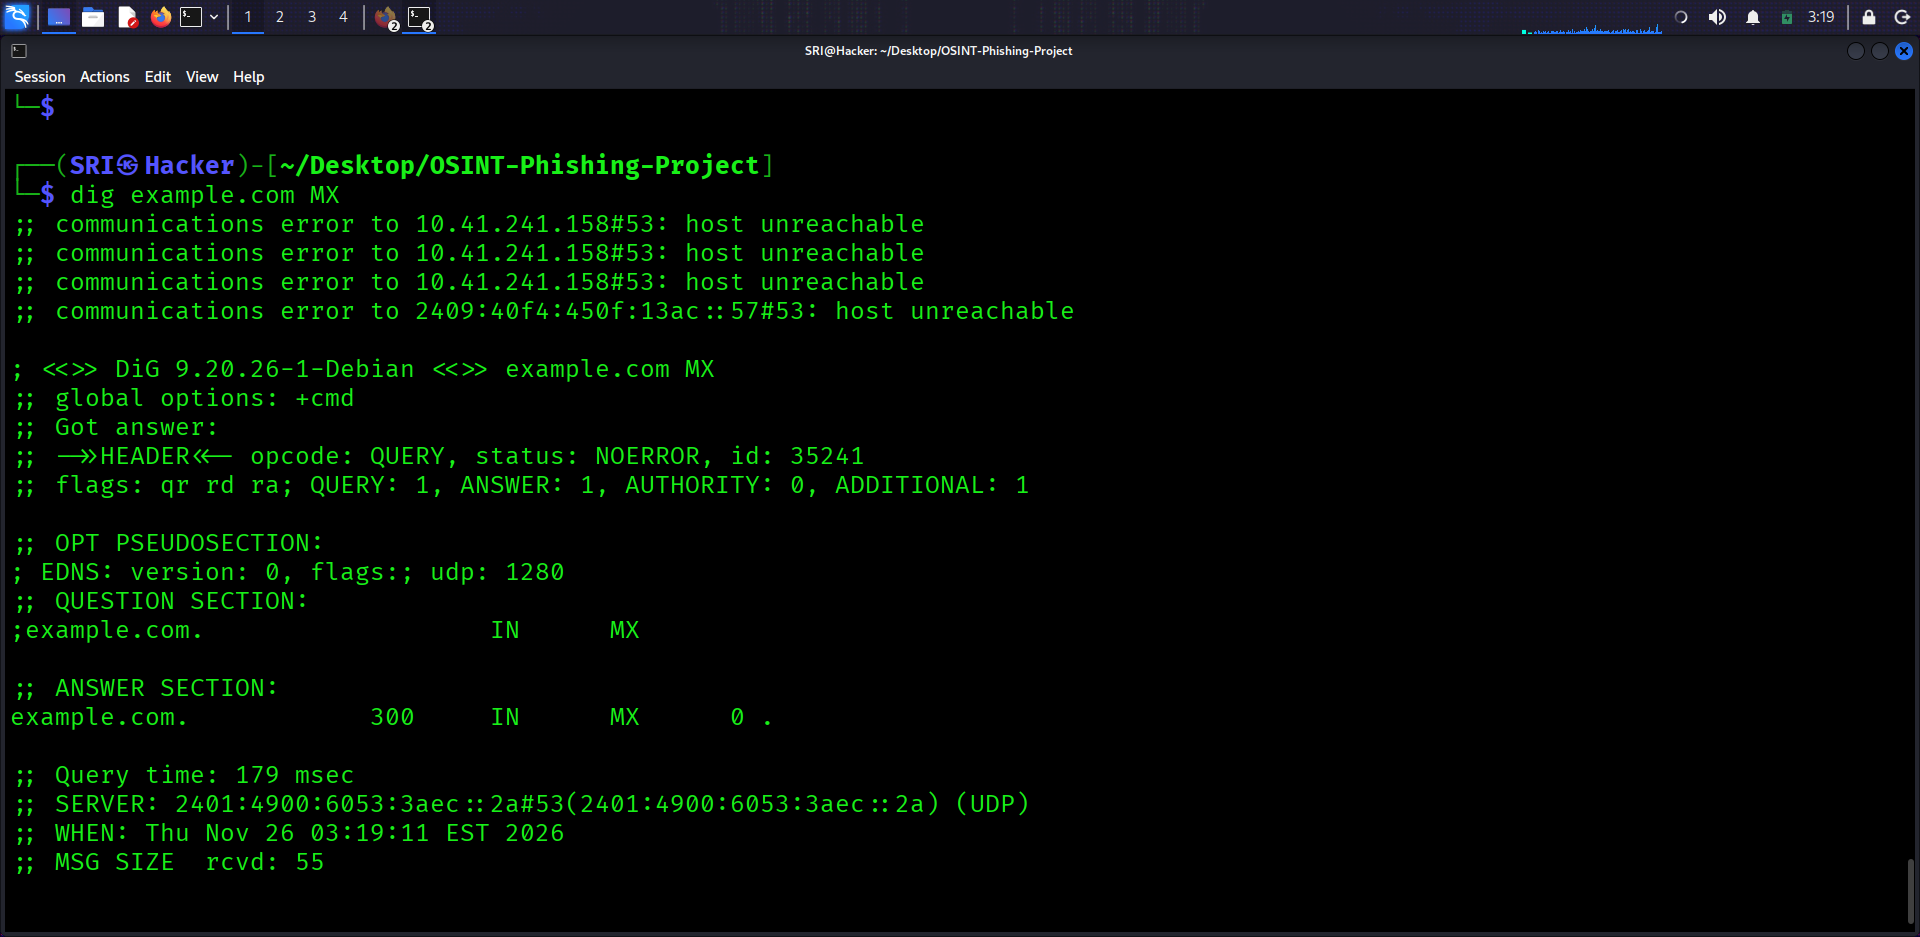 1 2 3 4 2 2 3:19
SRI@Hacker: ~/Desktop/OSINT-Phishing-Project
Session Actions Edit View Help
└─$
┌──(SRI㉿Hacker)-[~/Desktop/OSINT-Phishing-Project]
└─$ dig example.com MX
;; communications error to 10.41.241.158#53: host unreachable
;; communications error to 10.41.241.158#53: host unreachable
;; communications error to 10.41.241.158#53: host unreachable
;; communications error to 2409:40f4:450f:13ac::57#53: host unreachable
; <<>> DiG 9.20.26-1-Debian <<>> example.com MX
;; global options: +cmd
;; Got answer:
;; ->>HEADER<<- opcode: QUERY, status: NOERROR, id: 35241
;; flags: qr rd ra; QUERY: 1, ANSWER: 1, AUTHORITY: 0, ADDITIONAL: 1
;; OPT PSEUDOSECTION:
; EDNS: version: 0, flags:; udp: 1280
;; QUESTION SECTION:
;example.com. IN MX
;; ANSWER SECTION:
example.com. 300 IN MX 0 .
;; Query time: 179 msec
;; SERVER: 2401:4900:6053:3aec::2a#53(2401:4900:6053:3aec::2a) (UDP)
;; WHEN: Thu Nov 26 03:19:11 EST 2026
;; MSG SIZE rcvd: 55